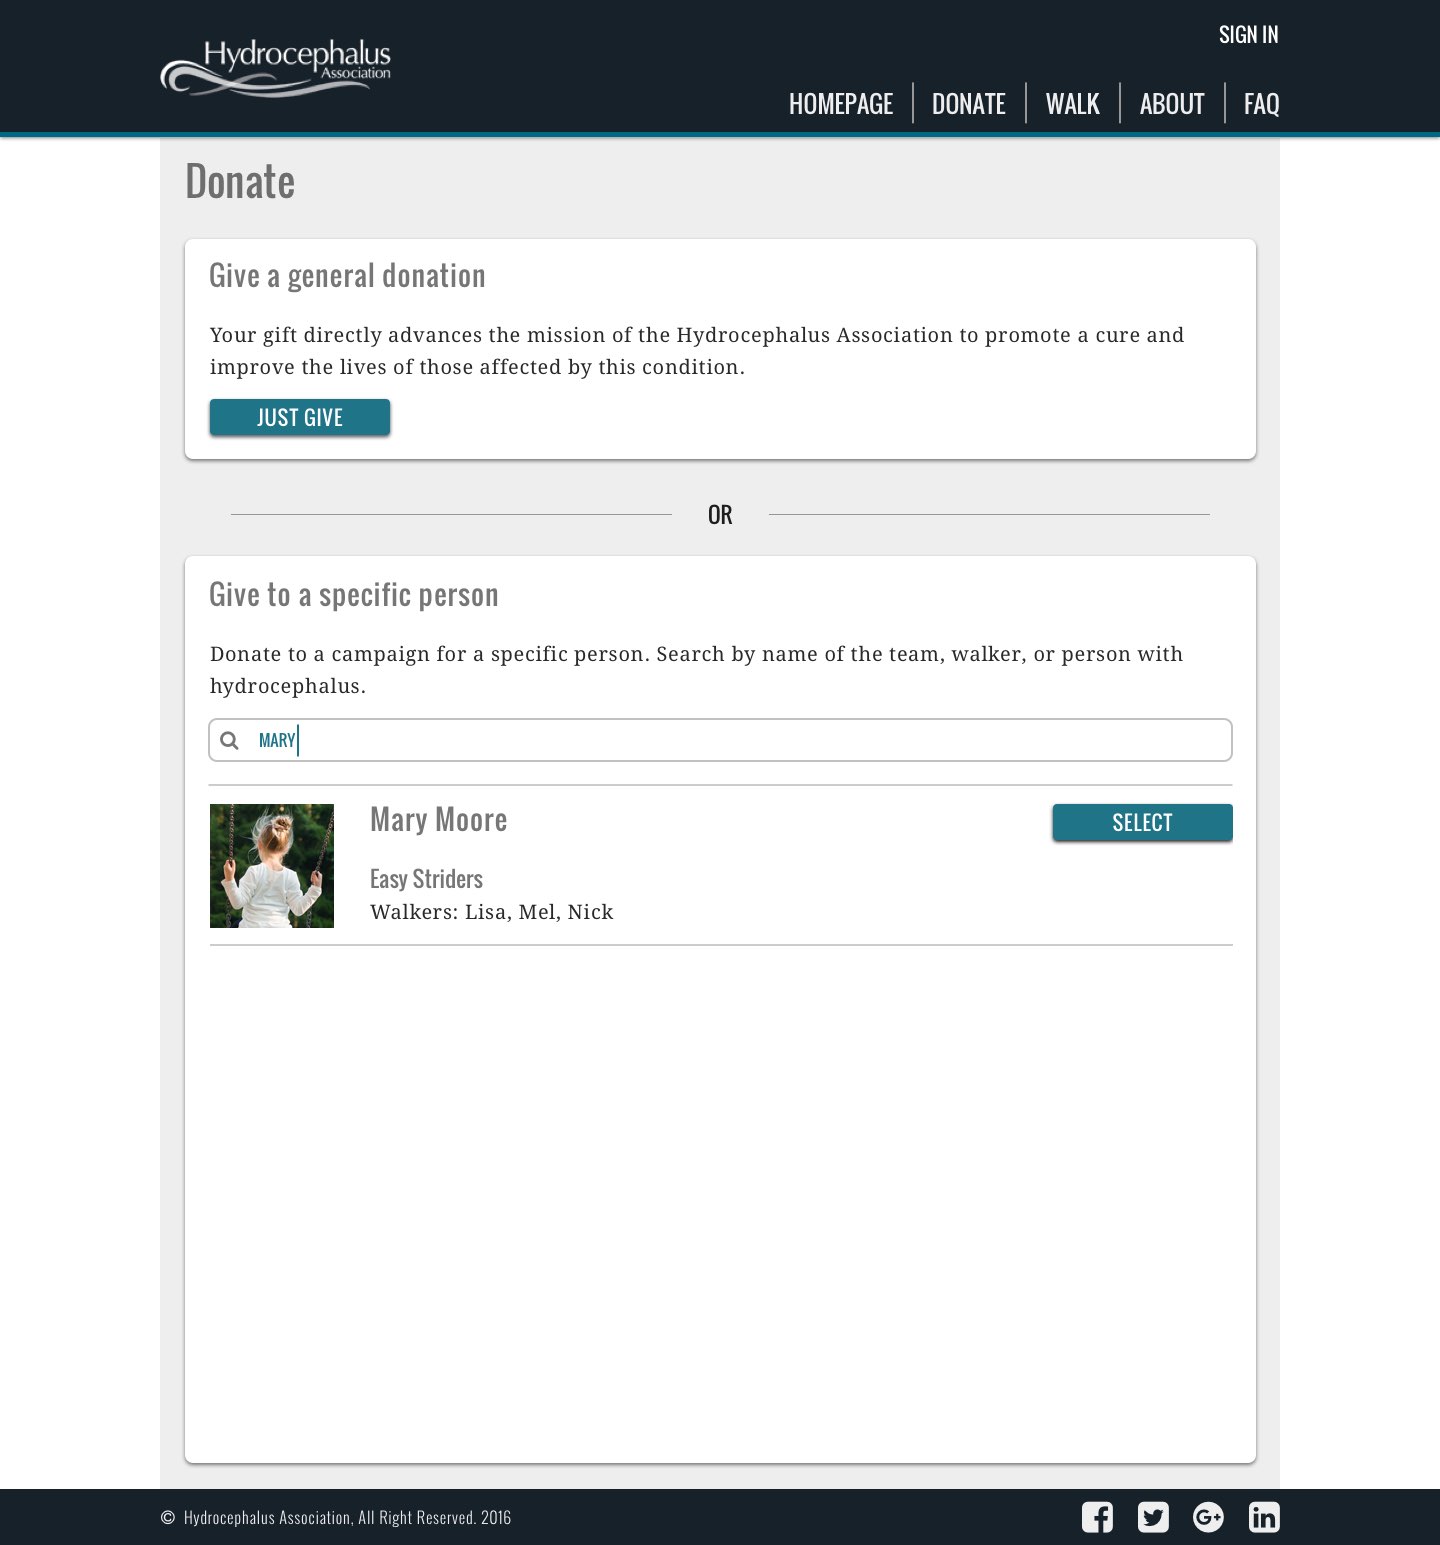 Hydrocephalus
Association
SIGN IN
HOMEPAGE
DONATE
WALK
ABOUT
FAQ
Donate
Give a general donation
Your gift directly advances the mission of the Hydrocephalus Association to promote a cure and
improve the lives of those affected by this condition.
JUST GIVE
OR
Give to a specific person
Donate to a campaign for a specific person. Search by name of the team, walker, or person with
hydrocephalus.
MARY
Mary Moore
SELECT
Easy Striders
Walkers: Lisa, Mel, Nick
© Hydrocephalus Association, All Right Reserved. 2016